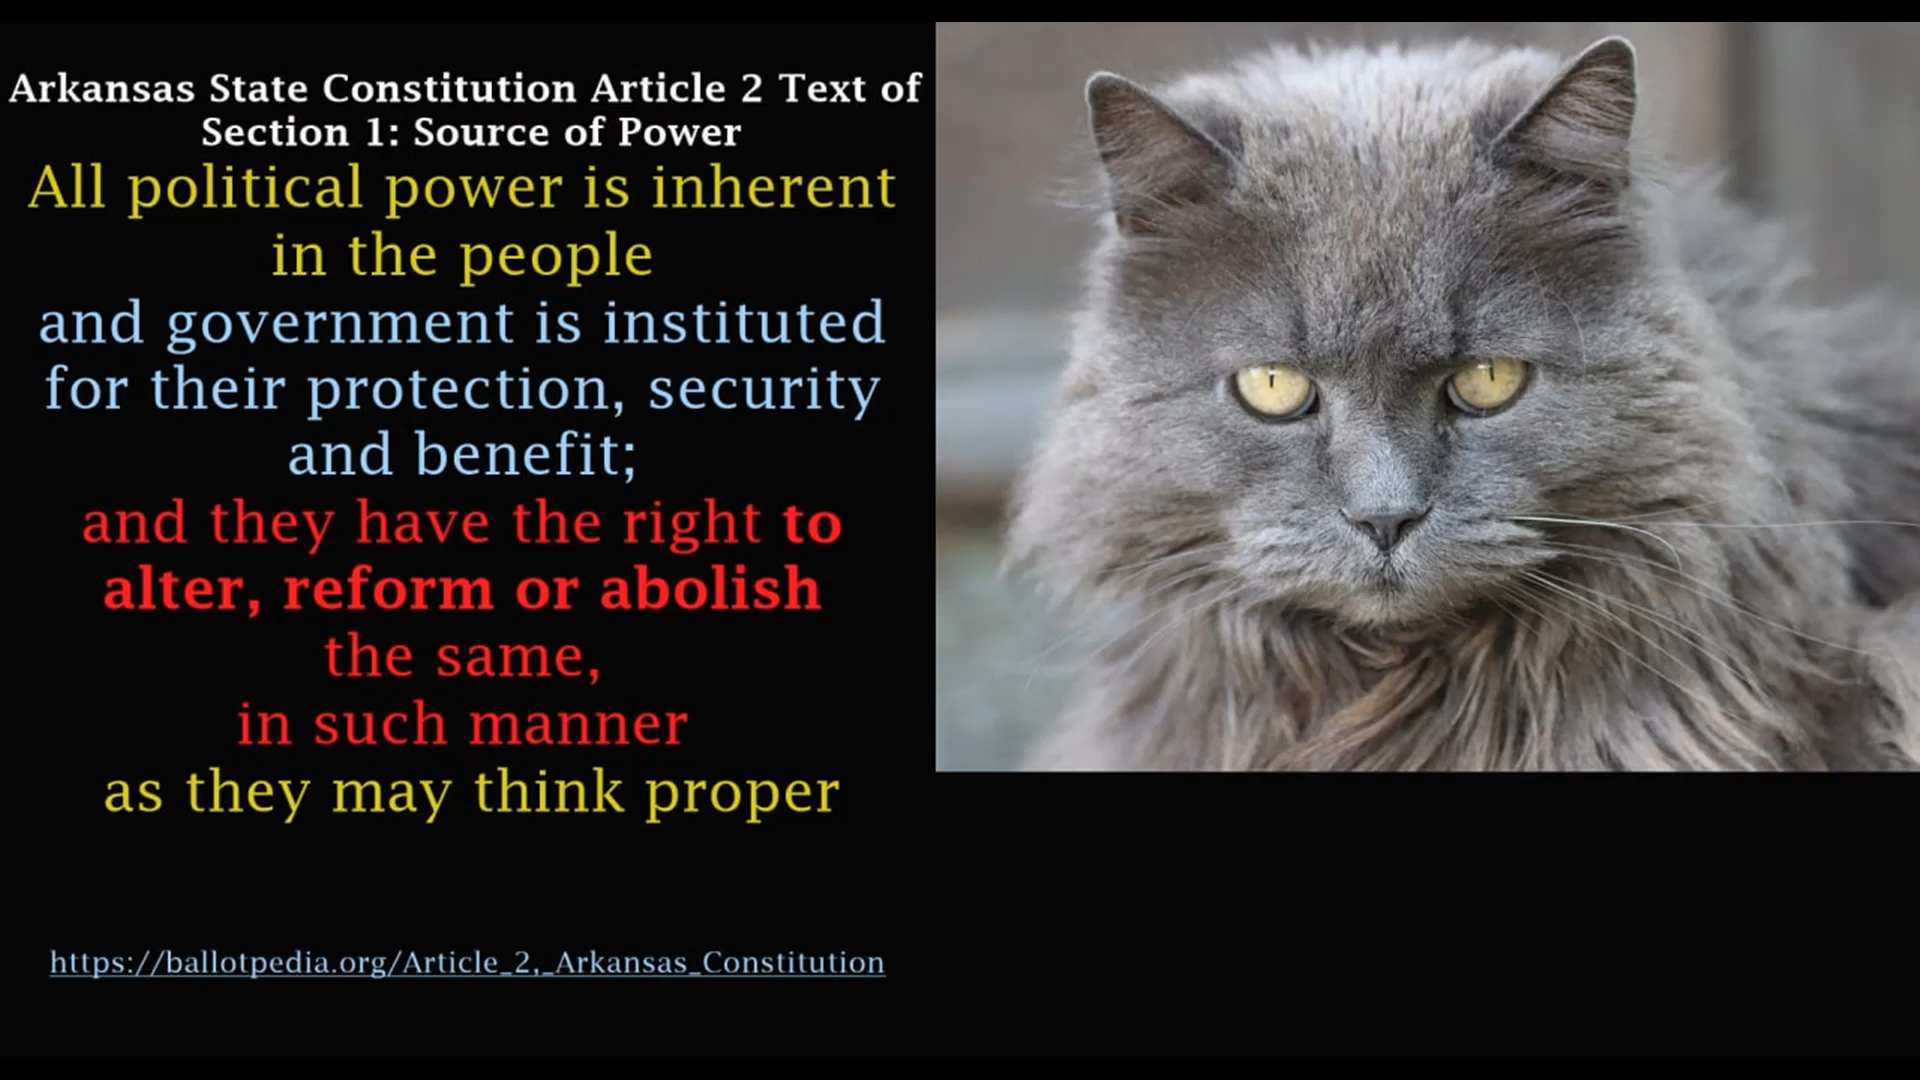 Arkansas State Constitution Article 2 Text of
Section 1: Source of Power
All political power is inherent
in the people
and government is instituted
for their protection, security
and benefit;
and they have the right to
alter, reform or abolish
the same,
in such manner
as they may think proper
https://ballotpedia.org/Article_2,_Arkansas_Constitution